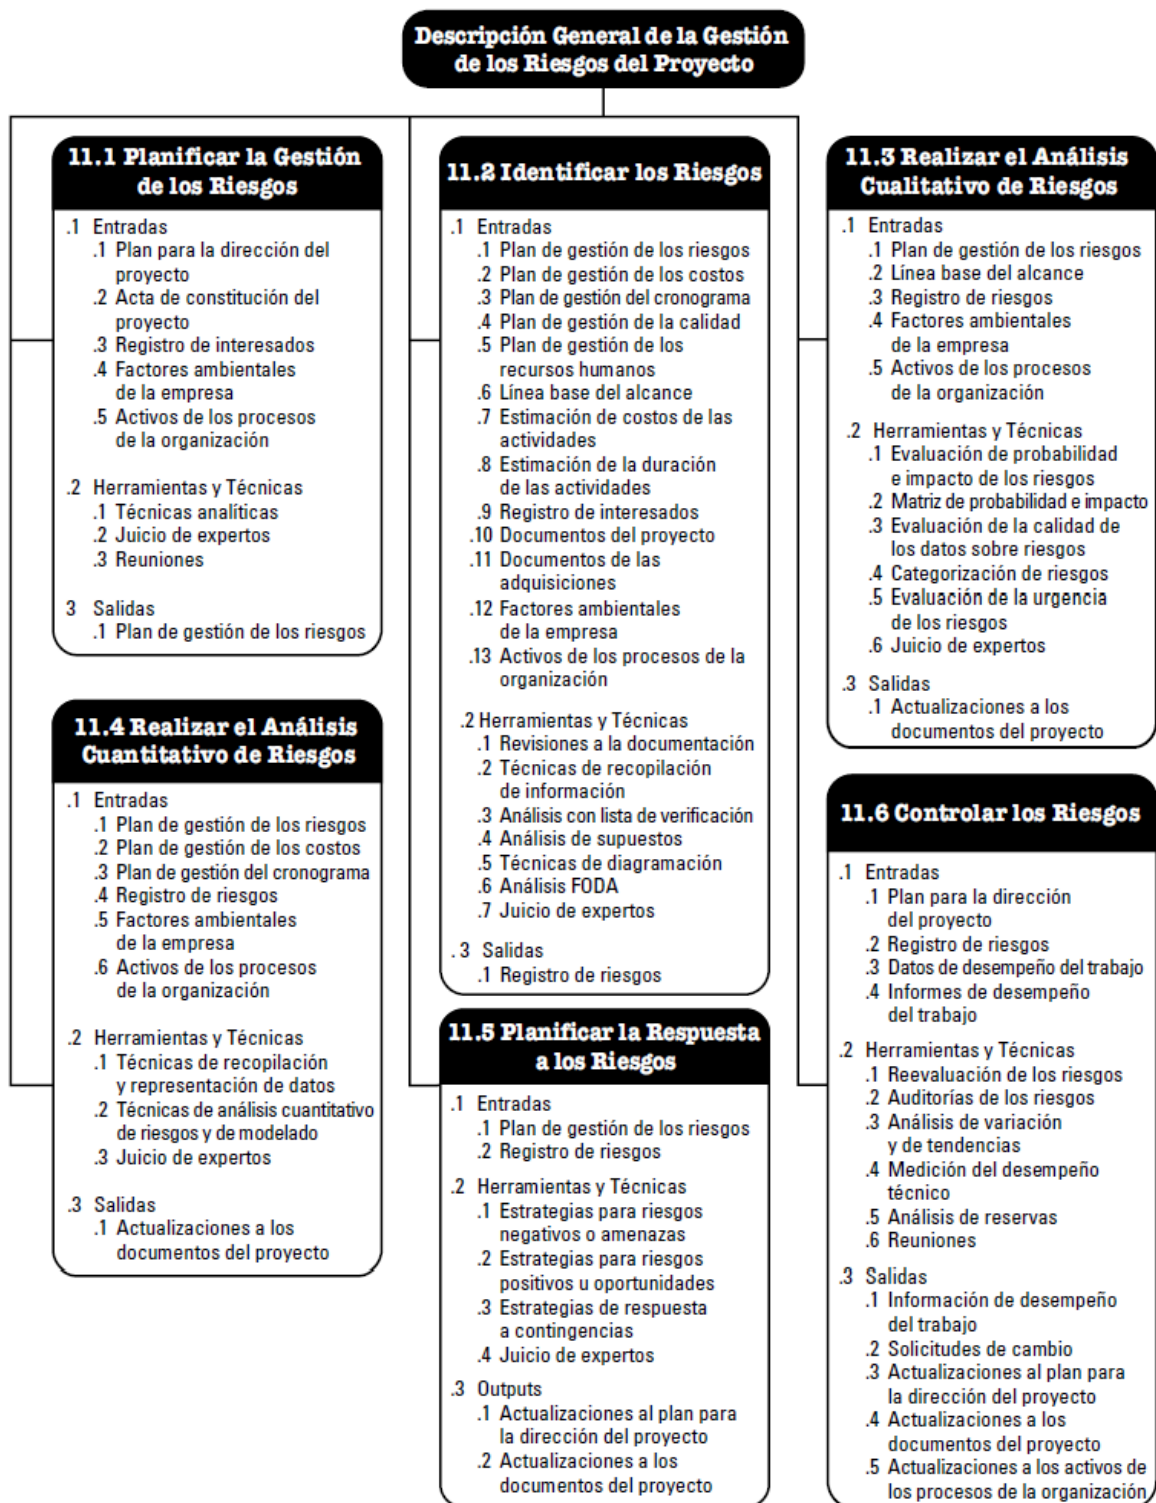 Descripción General de la Gestión
de los Riesgos del Proyecto
11.1 Planificar la Gestión
de los Riesgos
.1 Entradas
.1 Plan para la dirección del
proyecto
.2 Acta de constitución del
proyecto
.3 Registro de interesados
.4 Factores ambientales
de la empresa
.5 Activos de los procesos
de la organización
.2 Herramientas y Técnicas
.1 Técnicas analíticas
.2 Juicio de expertos
.3 Reuniones
3 Salidas
.1 Plan de gestión de los riesgos
11.2 Identificar los Riesgos
.1 Entradas
.1 Plan de gestión de los riesgos
.2 Plan de gestión de los costos
.3 Plan de gestión del cronograma
.4 Plan de gestión de la calidad
.5 Plan de gestión de los
recursos humanos
.6 Línea base del alcance
.7 Estimación de costos de las
actividades
.8 Estimación de la duración
de las actividades
.9 Registro de interesados
.10 Documentos del proyecto
.11 Documentos de las
adquisiciones
.12 Factores ambientales
de la empresa
.13 Activos de los procesos de la
organización
.2 Herramientas y Técnicas
.1 Revisiones a la documentación
.2 Técnicas de recopilación
de información
.3 Análisis con lista de verificación
.4 Análisis de supuestos
.5 Técnicas de diagramación
.6 Análisis FODA
.7 Juicio de expertos
. 3 Salidas
.1 Registro de riesgos
11.3 Realizar el Análisis
Cualitativo de Riesgos
.1 Entradas
.1 Plan de gestión de los riesgos
.2 Línea base del alcance
.3 Registro de riesgos
.4 Factores ambientales
de la empresa
.5 Activos de los procesos
de la organización
.2 Herramientas y Técnicas
.1 Evaluación de probabilidad
e impacto de los riesgos
.2 Matriz de probabilidad e impacto
.3 Evaluación de la calidad de
los datos sobre riesgos
.4 Categorización de riesgos
.5 Evaluación de la urgencia
de los riesgos
.6 Juicio de expertos
.3 Salidas
.1 Actualizaciones a los
documentos del proyecto
11.4 Realizar el Análisis
Cuantitativo de Riesgos
.1 Entradas
.1 Plan de gestión de los riesgos
.2 Plan de gestión de los costos
.3 Plan de gestión del cronograma
.4 Registro de riesgos
.5 Factores ambientales
de la empresa
.6 Activos de los procesos
de la organización
.2 Herramientas y Técnicas
.1 Técnicas de recopilación
y representación de datos
.2 Técnicas de análisis cuantitativo
de riesgos y de modelado
.3 Juicio de expertos
.3 Salidas
.1 Actualizaciones a los
documentos del proyecto
11.5 Planificar la Respuesta
a los Riesgos
.1 Entradas
.1 Plan de gestión de los riesgos
.2 Registro de riesgos
.2 Herramientas y Técnicas
.1 Estrategias para riesgos
negativos o amenazas
.2 Estrategias para riesgos
positivos u oportunidades
.3 Estrategias de respuesta
a contingencias
.4 Juicio de expertos
.3 Outputs
.1 Actualizaciones al plan para
la dirección del proyecto
.2 Actualizaciones a los
documentos del proyecto
11.6 Controlar los Riesgos
.1 Entradas
.1 Plan para la dirección
del proyecto
.2 Registro de riesgos
.3 Datos de desempeño del trabajo
.4 Informes de desempeño
del trabajo
.2 Herramientas y Técnicas
.1 Reevaluación de los riesgos
.2 Auditorías de los riesgos
.3 Análisis de variación
y de tendencias
.4 Medición del desempeño
técnico
.5 Análisis de reservas
.6 Reuniones
.3 Salidas
.1 Información de desempeño
del trabajo
.2 Solicitudes de cambio
.3 Actualizaciones al plan para
la dirección del proyecto
.4 Actualizaciones a los
documentos del proyecto
.5 Actualizaciones a los activos de
los procesos de la organización